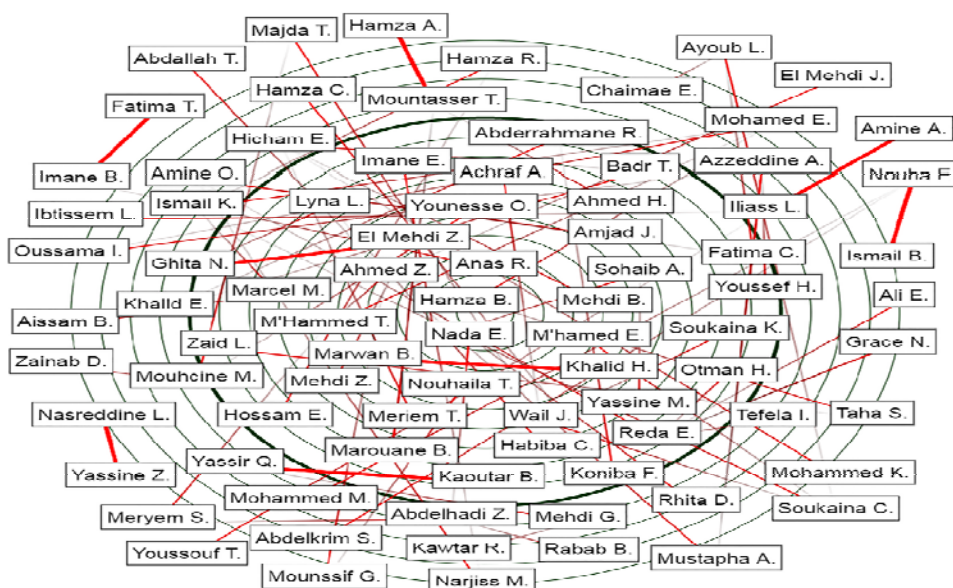 Majda T.
Hamza A.
Abdallah T.
Hamza R.
Ayoub L.
El Mehdi J.
Hamza C.
Mountasser T.
Chaimae E.
Fatima T.
Mohamed E.
Amine A.
Hicham E.
Abderrahmane R.
Imane B.
Amine O.
Imane E.
Achraf A.
Badr T.
Azzeddine A.
Nouha F.
Ibtissem L.
Ismail K.
Lyna L.
Younesse O.
Ahmed H.
Iliass L.
Oussama I.
Ghita N.
El Mehdi Z.
Amjad J.
Fatima C.
Ismail B.
Marcel M.
Ahmed Z.
Anas R.
Sohaib A.
Youssef H.
Ali E.
Aissam B.
Khalid E.
Hamza B.
Mehdi B.
M'Hammed T.
Nada E.
M'hamed E.
Soukaina K.
Grace N.
Zaid L.
Zainab D.
Mouhcine M.
Marwan B.
Khalid H.
Otman H.
Mehdi Z.
Nouhaila T.
Yassine M.
Nasreddine L.
Hossam E.
Meriem T.
Wail J.
Tefela I.
Taha S.
Reda E.
Marouane B.
Habiba C.
Yassine Z.
Yassir Q.
Kaoutar B.
Koniba F.
Mohammed K.
Meryem S.
Mohammed M.
Rhita D.
Soukaina C.
Abdelhadi Z.
Mehdi G.
Youssouf T.
Abdelkrim S.
Kawtar R.
Rabab B.
Mustapha A.
Mounssif G.
Narjiss M.